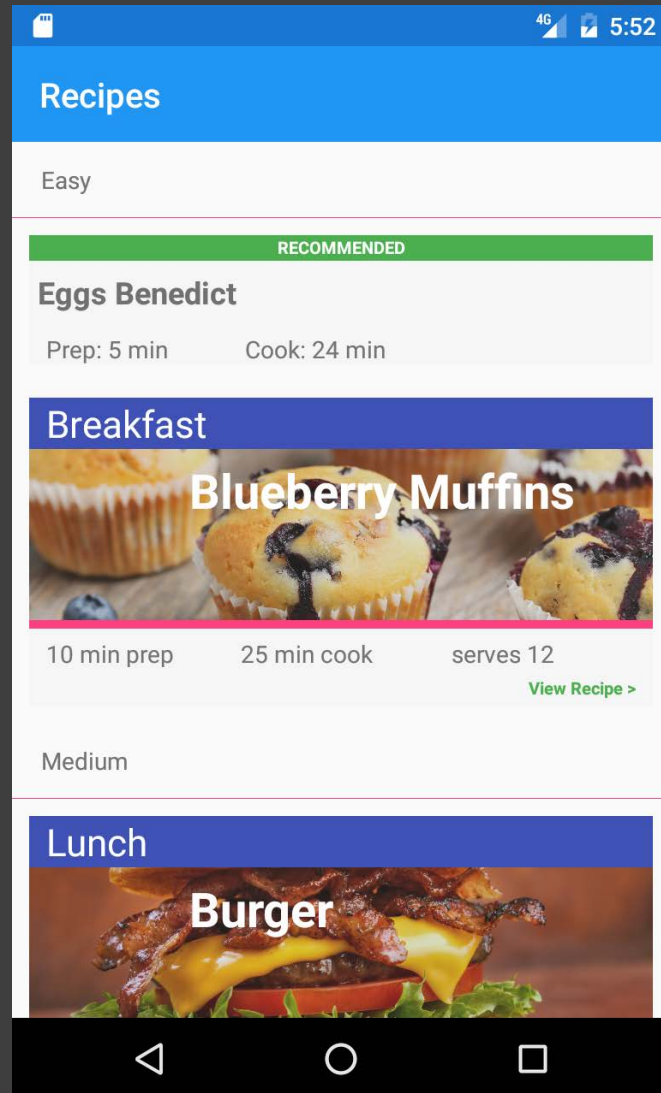 4G 5:52
Recipes
Easy
RECOMMENDED
Eggs Benedict
Prep: 5 min Cook: 24 min
Breakfast
Blueberry Muffins
10 min prep 25 min cook serves 12
View Recipe >
Medium
Lunch
Burger